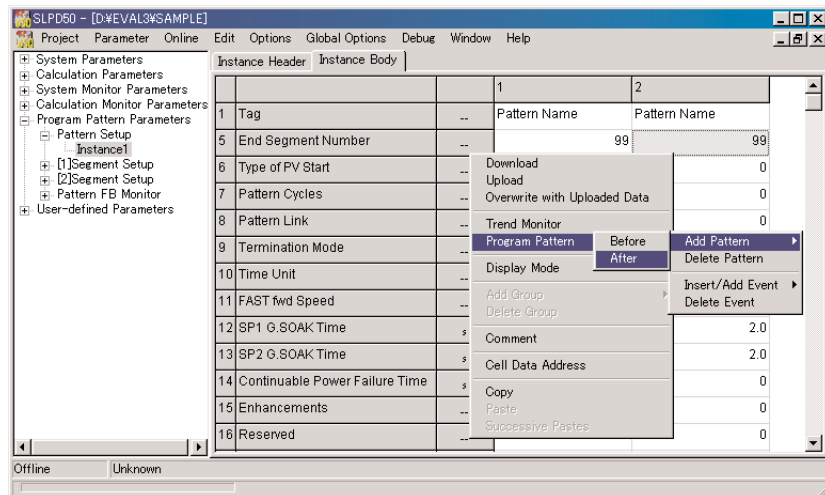 SLPD50 - [D:¥EVAL3¥SAMPLE]
Project Parameter Online Edit Options Global Options Debug Window Help
System Parameters
Calculation Parameters
System Monitor Parameters
Calculation Monitor Parameters
Program Pattern Parameters
Pattern Setup
Instance1
[1]Segment Setup
[2]Segment Setup
Pattern FB Monitor
User-defined Parameters
Instance Header Instance Body
1 2
1 Tag -- Pattern Name Pattern Name
5 End Segment Number -- 99 99
6 Type of PV Start -- 0
7 Pattern Cycles -- 0
8 Pattern Link -- 0
9 Termination Mode --
10 Time Unit --
11 FAST fwd Speed --
12 SP1 G.SOAK Time s 2.0
13 SP2 G.SOAK Time s 2.0
14 Continuable Power Failure Time s 0
15 Enhancements -- 0
16 Reserved -- 0
Download
Upload
Overwrite with Uploaded Data
Trend Monitor
Program Pattern
Display Mode
Add Group
Delete Group
Comment
Cell Data Address
Copy
Paste
Successive Pastes
Before
After
Add Pattern
Delete Pattern
Insert/Add Event
Delete Event
Offline Unknown